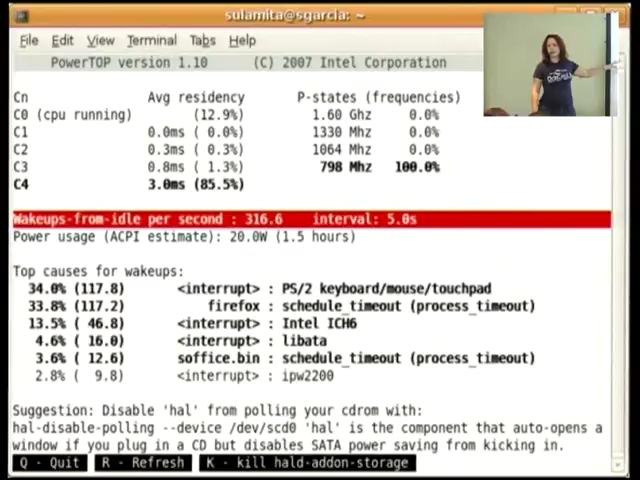 sulamita@sgarcia: ~
File Edit View Terminal Tabs Help
PowerTOP version 1.10 (C) 2007 Intel Corporation
Cn Avg residency P-states (frequencies)
C0 (cpu running) (12.9%) 1.60 Ghz 0.0%
C1 0.0ms ( 0.0%) 1330 Mhz 0.0%
C2 0.3ms ( 0.3%) 1064 Mhz 0.0%
C3 0.8ms ( 1.3%) 798 Mhz 100.0%
C4 3.0ms (85.5%)
Wakeups-from-idle per second : 316.6 interval: 5.0s
Power usage (ACPI estimate): 20.0W (1.5 hours)
Top causes for wakeups:
34.0% (117.8) <interrupt> : PS/2 keyboard/mouse/touchpad
33.8% (117.2) firefox : schedule_timeout (process_timeout)
13.5% ( 46.8) <interrupt> : Intel ICH6
4.6% ( 16.0) <interrupt> : libata
3.6% ( 12.6) soffice.bin : schedule_timeout (process_timeout)
2.8% ( 9.8) <interrupt> : ipw2200
Suggestion: Disable 'hal' from polling your cdrom with:
hal-disable-polling --device /dev/scd0 'hal' is the component that auto-opens a
window if you plug in a CD but disables SATA power saving from kicking in.
Q - Quit R - Refresh K - kill hald-addon-storage